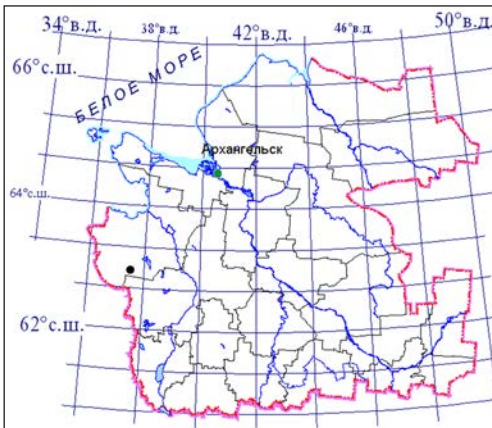 34°в.д.
38°в.д.
42°в.д.
46°в.д.
50°в.д.
66°с.ш.
БЕЛОЕ МОРЕ
Архангельск
64°с.ш.
62°с.ш.